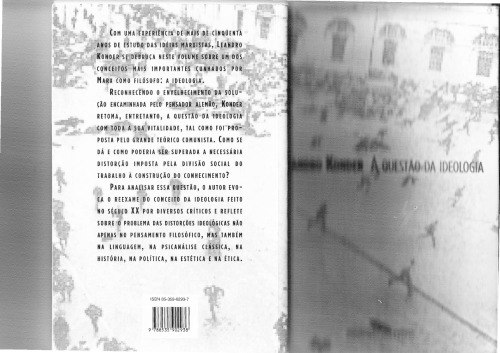 Com uma experiência de mais de cinqüenta
anos de estudo das idéias marxistas, Leandro
Konder se debruça neste volume sobre um dos
conceitos mais importantes cunhados por
Marx como filósofo: a ideologia.
Reconhecendo o envelhecimento da solu-
ção encaminhada pelo pensador alemão, Konder
retoma, entretanto, a questão da ideologia
com toda a sua vitalidade, tal como foi pro-
posta pelo grande teórico comunista. Como se
dá e como poderia ser superada a necessária
distorção imposta pela divisão social do
trabalho à construção do conhecimento?
Para analisar essa questão, o autor evo-
ca o reexame do conceito da ideologia feito
no século XX por diversos críticos e reflete
sobre o problema das distorções ideológicas não
apenas no pensamento filosófico, mas também
na linguagem, na psicanálise clássica, na
história, na política, na estética e na ética.
Konder A questão da ideologia